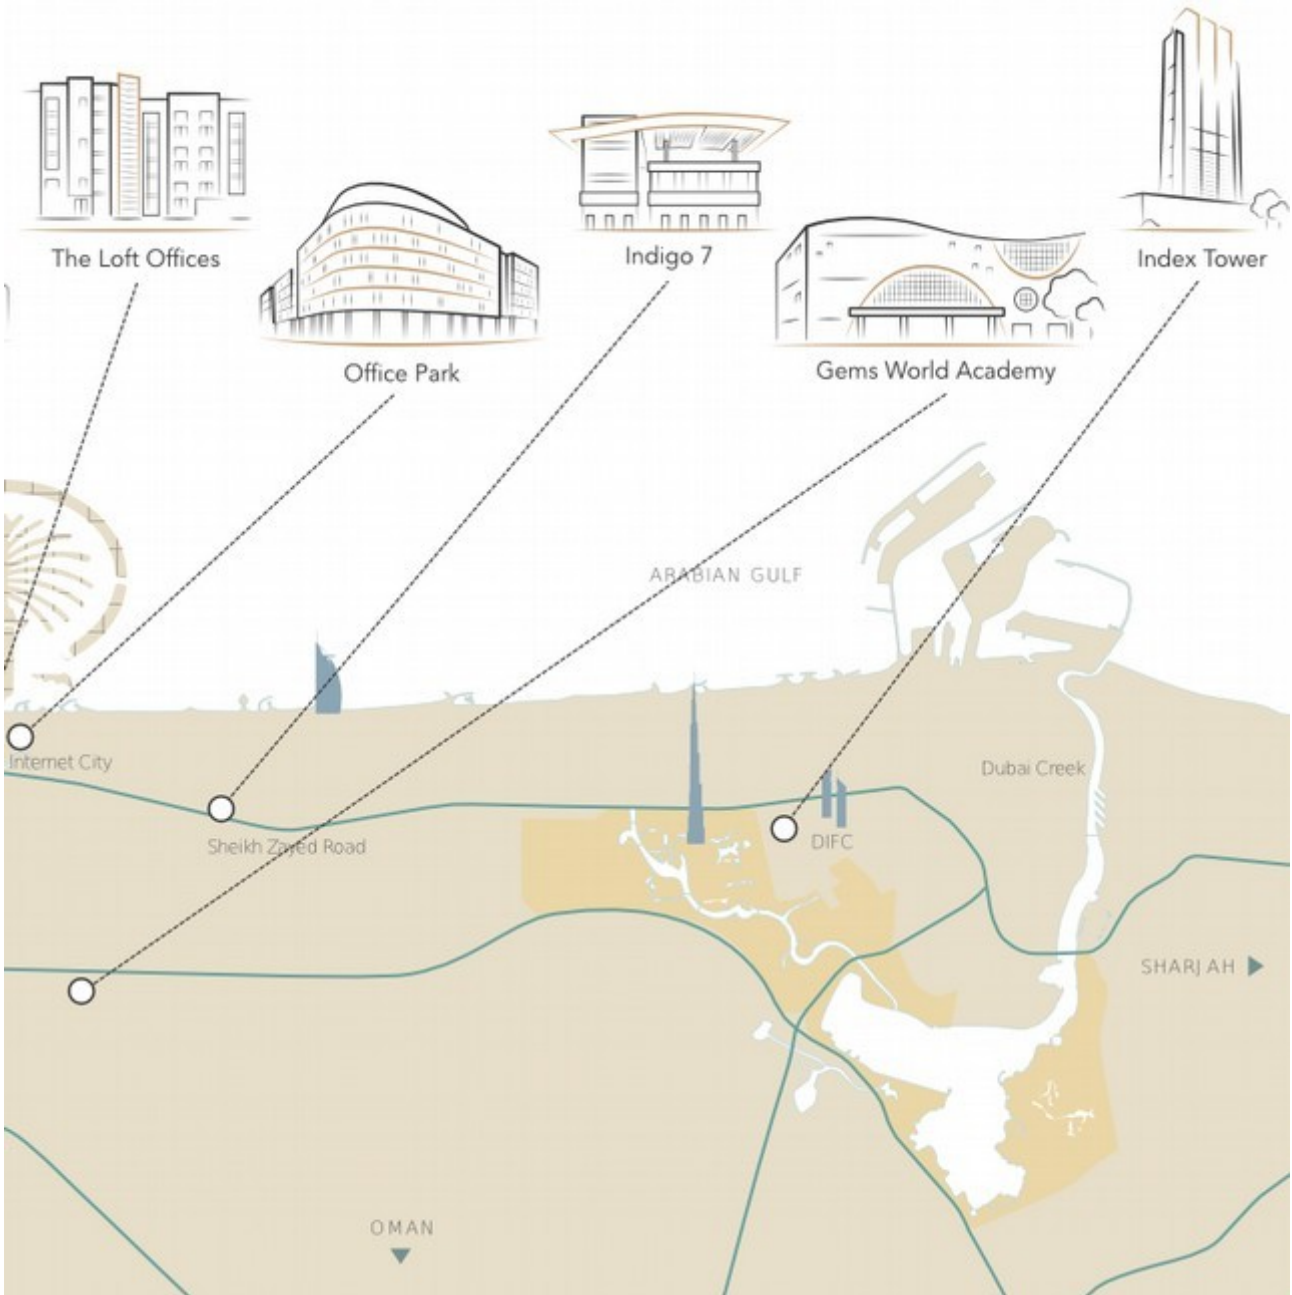 The Loft Offices
Office Park
Indigo 7
Gems World Academy
Index Tower
ARABIAN GULF
Internet City
Sheikh Zayed Road
Dubai Creek
DIFC
SHARJAH
OMAN